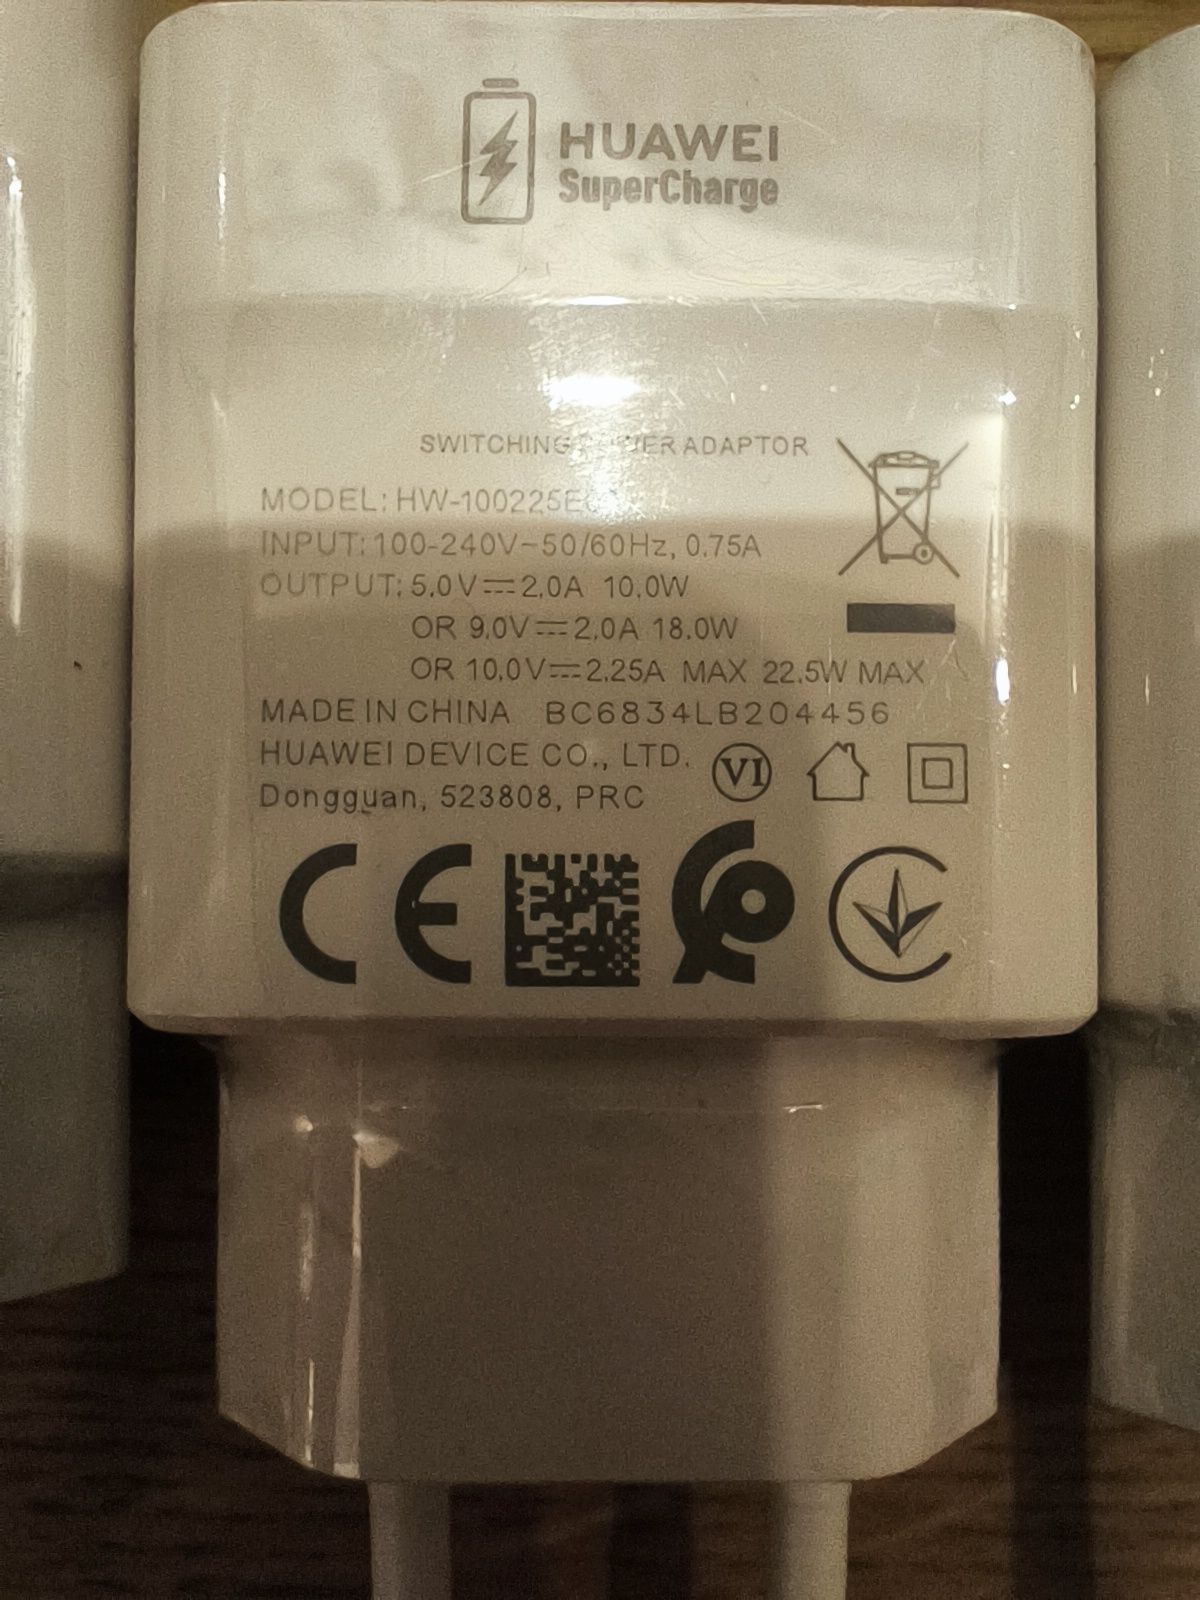 HUAWEI
SuperCharge
SWITCHING ADAPTOR
MODEL:
INPUT: 100-240V~50/60Hz, 0.75A
OUTPUT: 5.0V⎓2.0A 10.0W
OR 9.0V⎓2.0A 18.0W
OR 10.0V⎓2.25A MAX 22.5W MAX
MADE IN CHINA BC6834LB204456
HUAWEI DEVICE CO., LTD.
VI
Dongguan, 523808, PRC
CE